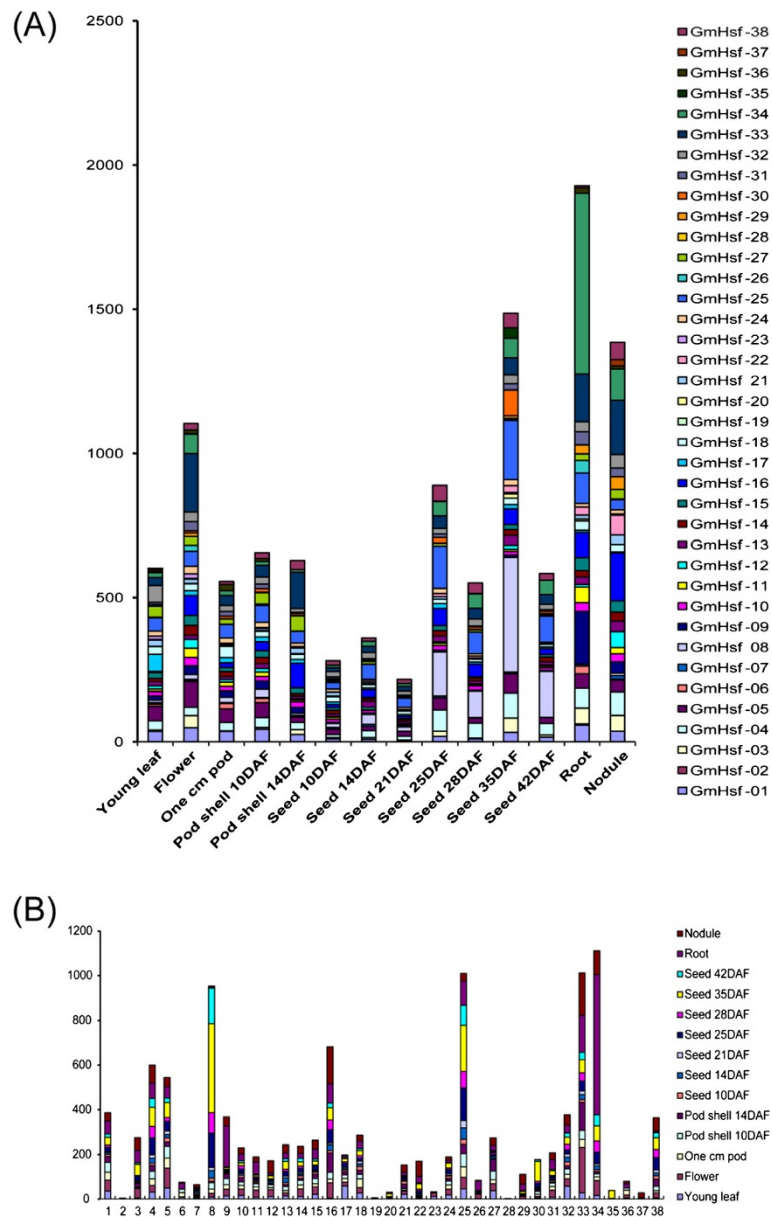 (A)
2500
2000
1500
1000
500
0
Young leaf
Flower
One cm pod
Pod shell 10DAF
Pod shell 14DAF
Seed 10DAF
Seed 14DAF
Seed 21DAF
Seed 25DAF
Seed 28DAF
Seed 35DAF
Seed 42DAF
Root
Nodule
GmHsf-38
GmHsf-37
GmHsf-36
GmHsf-35
GmHsf-34
GmHsf-33
GmHsf-32
GmHsf-31
GmHsf-30
GmHsf-29
GmHsf-28
GmHsf-27
GmHsf-26
GmHsf-25
GmHsf-24
GmHsf-23
GmHsf-22
GmHsf 21
GmHsf-20
GmHsf-19
GmHsf-18
GmHsf-17
GmHsf-16
GmHsf-15
GmHsf-14
GmHsf-13
GmHsf-12
GmHsf-11
GmHsf-10
GmHsf-09
GmHsf 08
GmHsf-07
GmHsf-06
GmHsf-05
GmHsf-04
GmHsf-03
GmHsf-02
GmHsf-01
(B)
1200
1000
800
600
400
200
0
1 2 3 4 5 6 7 8 9 10 11 12 13 14 15 16 17 18 19 20 21 22 23 24 25 26 27 28 29 30 31 32 33 34 35 36 37 38
Nodule
Root
Seed 42DAF
Seed 35DAF
Seed 28DAF
Seed 25DAF
Seed 21DAF
Seed 14DAF
Seed 10DAF
Pod shell 14DAF
Pod shell 10DAF
One cm pod
Flower
Young leaf